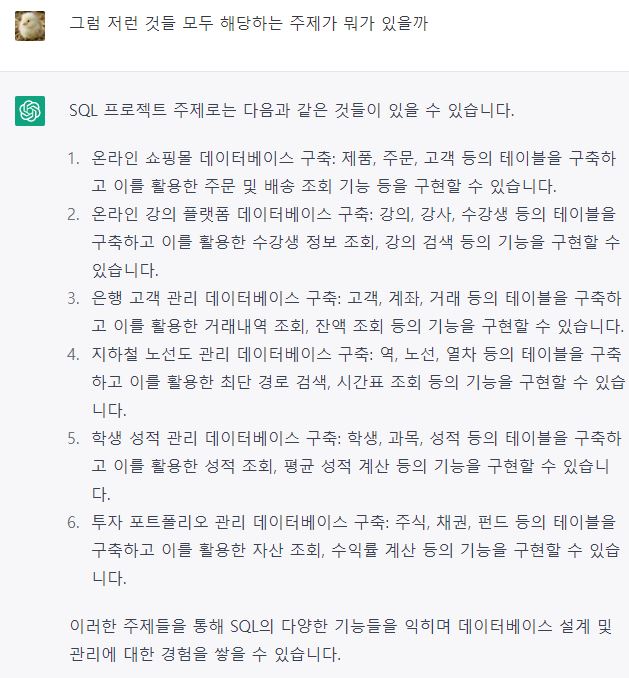 그럼 저런 것들 모두 해당하는 주제가 뭐가 있을까
SQL 프로젝트 주제로는 다음과 같은 것들이 있을 수 있습니다.
1. 온라인 쇼핑몰 데이터베이스 구축: 제품, 주문, 고객 등의 테이블을 구축하
고 이를 활용한 주문 및 배송 조회 기능 등을 구현할 수 있습니다.
2. 온라인 강의 플랫폼 데이터베이스 구축: 강의, 강사, 수강생 등의 테이블을
구축하고 이를 활용한 수강생 정보 조회, 강의 검색 등의 기능을 구현할 수
있습니다.
3. 은행 고객 관리 데이터베이스 구축: 고객, 계좌, 거래 등의 테이블을 구축하
고 이를 활용한 거래내역 조회, 잔액 조회 등의 기능을 구현할 수 있습니다.
4. 지하철 노선도 관리 데이터베이스 구축: 역, 노선, 열차 등의 테이블을 구축
하고 이를 활용한 최단 경로 검색, 시간표 조회 등의 기능을 구현할 수 있습
니다.
5. 학생 성적 관리 데이터베이스 구축: 학생, 과목, 성적 등의 테이블을 구축하
고 이를 활용한 성적 조회, 평균 성적 계산 등의 기능을 구현할 수 있습니
다.
6. 투자 포트폴리오 관리 데이터베이스 구축: 주식, 채권, 펀드 등의 테이블을
구축하고 이를 활용한 자산 조회, 수익률 계산 등의 기능을 구현할 수 있습
니다.
이러한 주제들을 통해 SQL의 다양한 기능들을 익히며 데이터베이스 설계 및
관리에 대한 경험을 쌓을 수 있습니다.